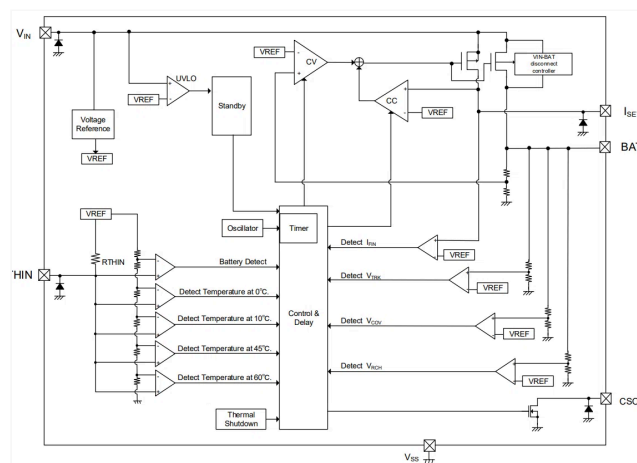 VIN
UVLO
VREF
Voltage
Reference
VREF
Standby
VREF
CV
CC
VREF
VIN-BAT
disconnect
controller
ISE
BAT
VREF
RTHIN
HIN
Oscillator
Timer
Control &
Delay
Battery Detect
Detect Temperature at 0°C.
Detect Temperature at 10°C.
Detect Temperature at 45°C.
Detect Temperature at 60°C.
Thermal
Shutdown
Detect IFIN
VREF
Detect VTRK
VREF
Detect VCOV
VREF
Detect VRCH
VREF
CSO
VSS